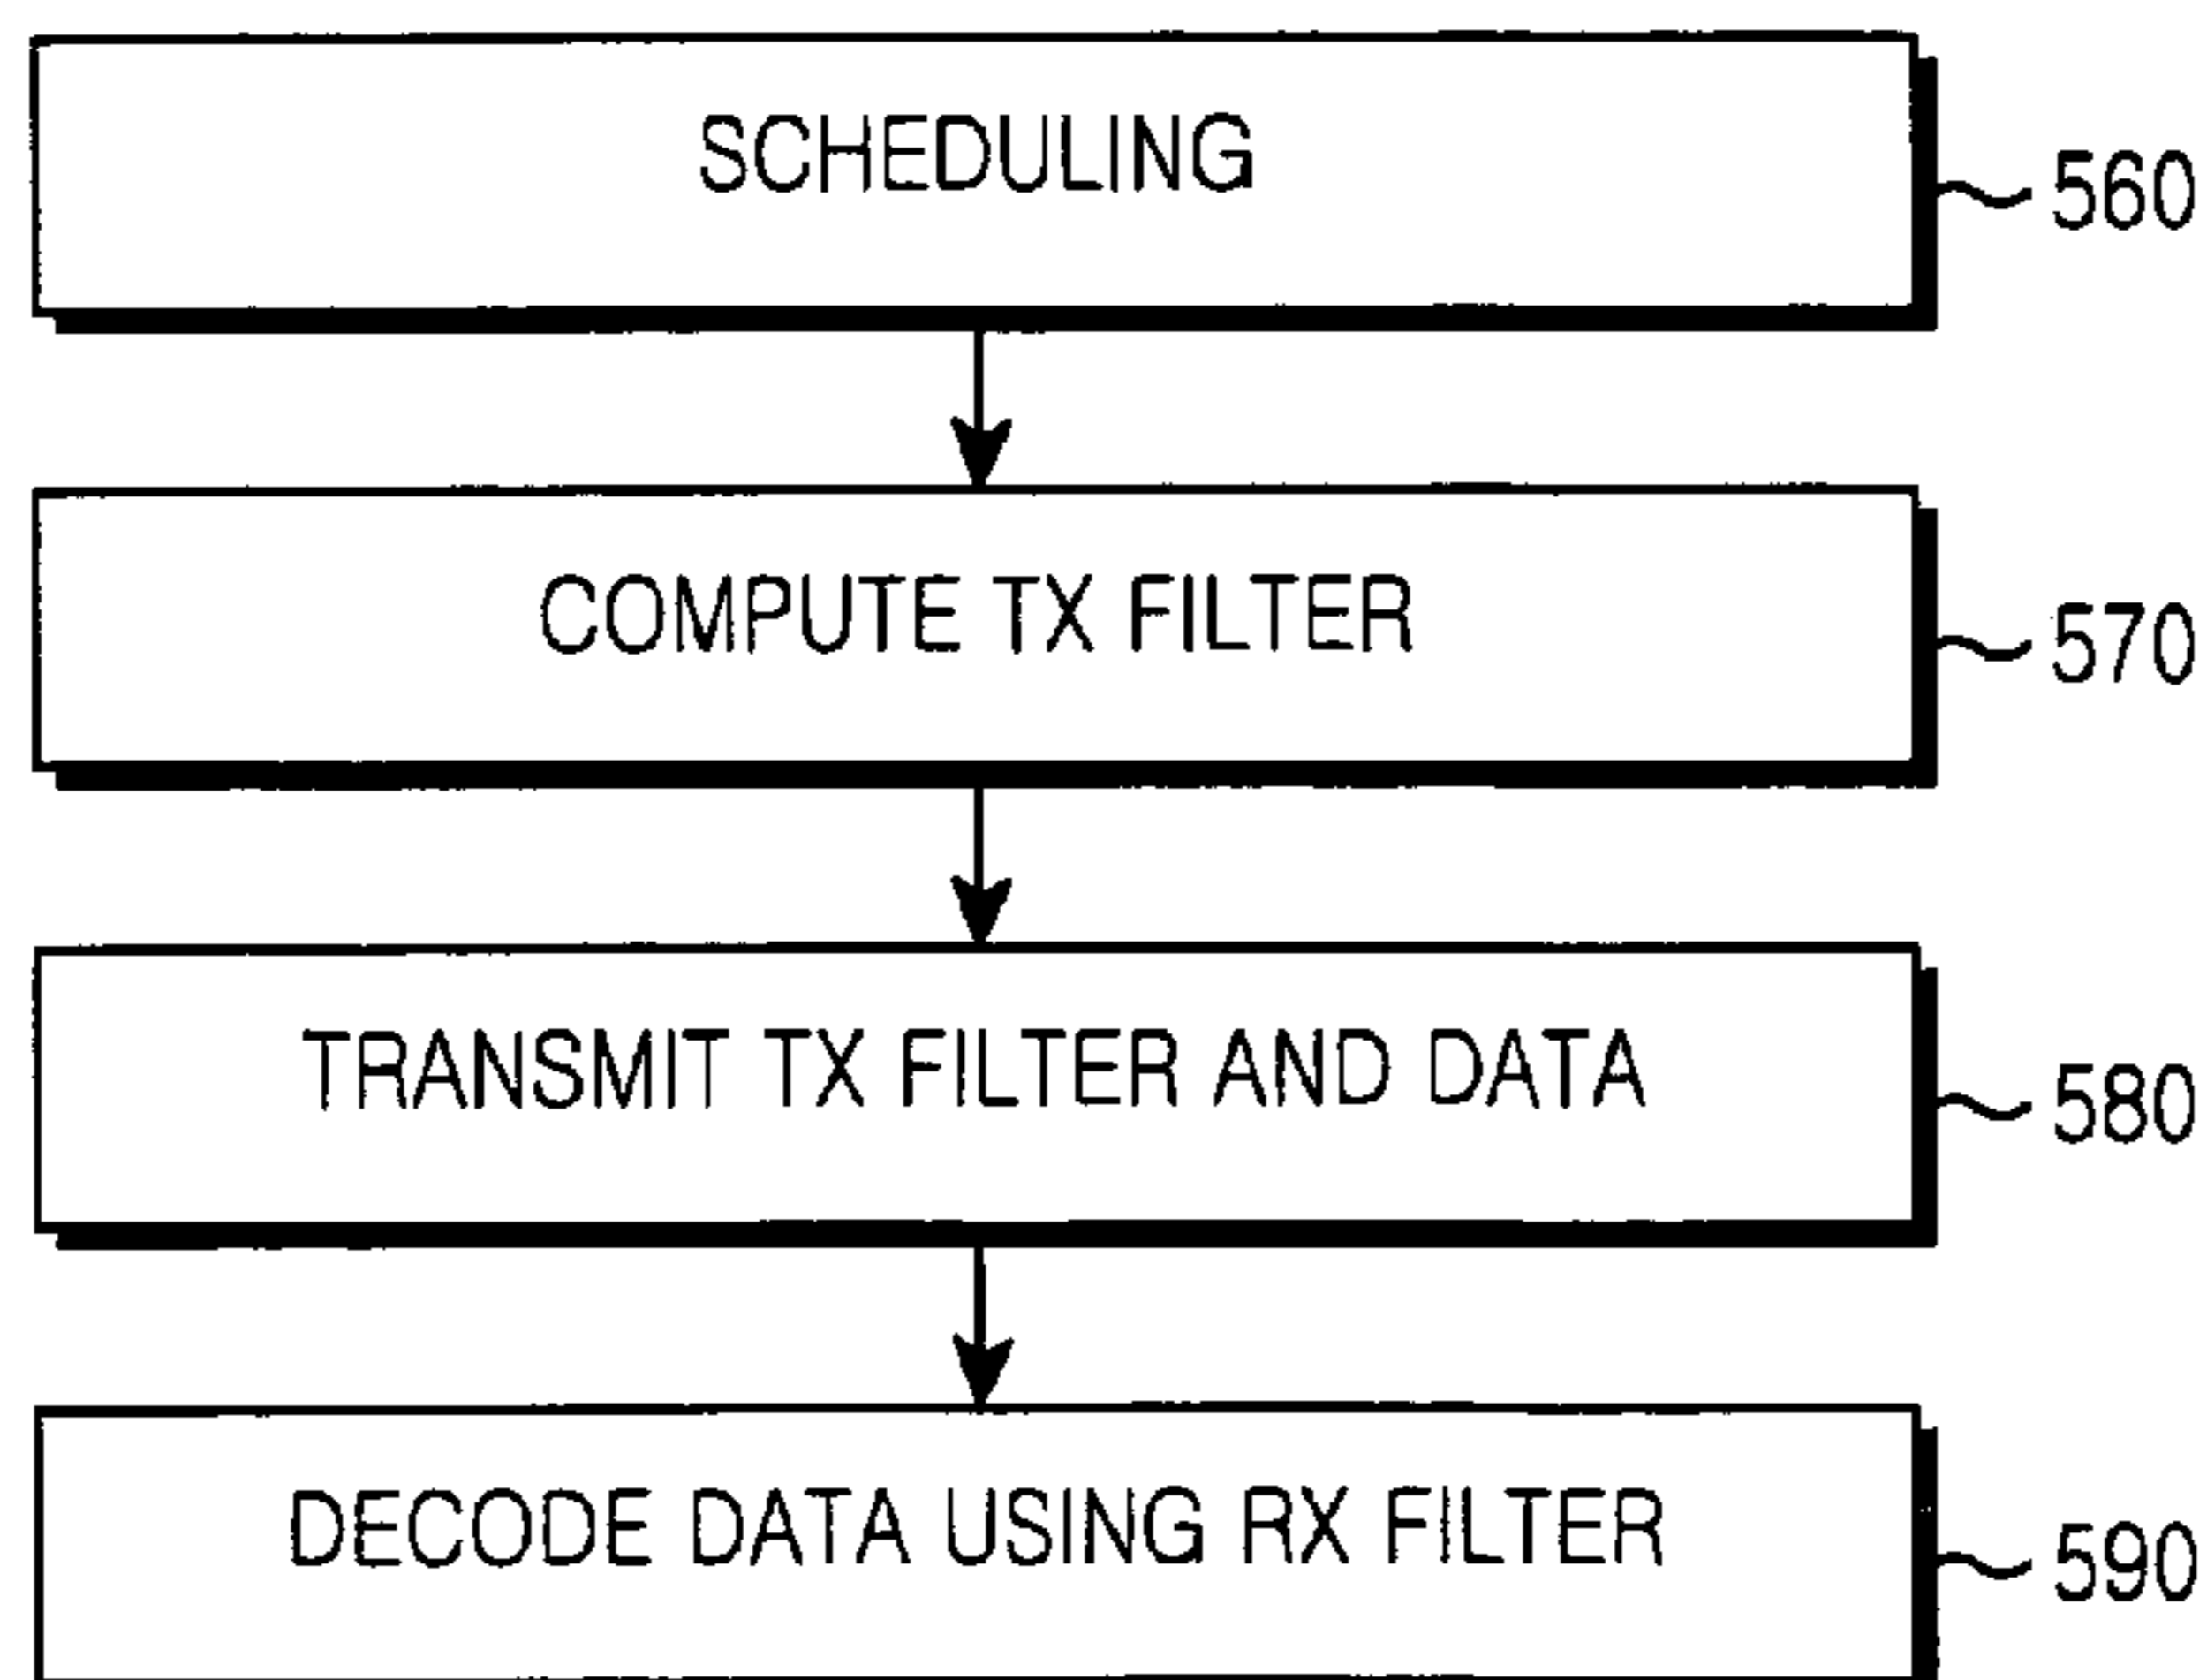 SCHEDULING
560
COMPUTE TX FILTER
570
TRANSMIT TX FILTER AND DATA
580
DECODE DATA USING RX FILTER
590